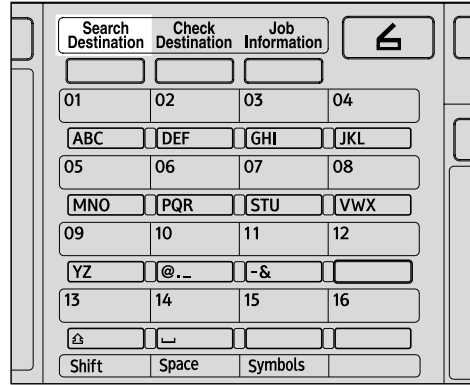 Search Destination Check Destination Job Information
01 02 03 04
ABC DEF GHI JKL
05 06 07 08
MNO PQR STU VWX
09 10 11 12
YZ @._ -&
13 14 15 16
Shift Space Symbols